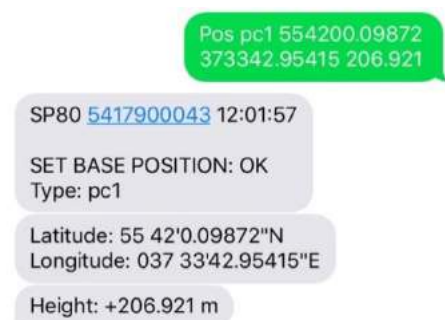 Pos pc1 554200.09872
373342.95415 206.921
SP80 5417900043 12:01:57
SET BASE POSITION: OK
Type: pc1
Latitude: 55 42'0.09872"N
Longitude: 037 33'42.95415"E
Height: +206.921 m